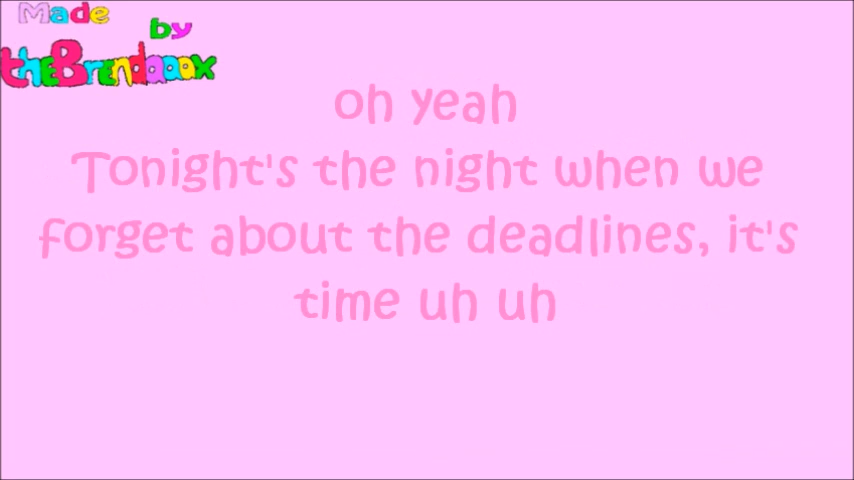 Made
by
theBrendaaax
oh yeah
Tonight's the night when we
forget about the deadlines, it's
time uh uh